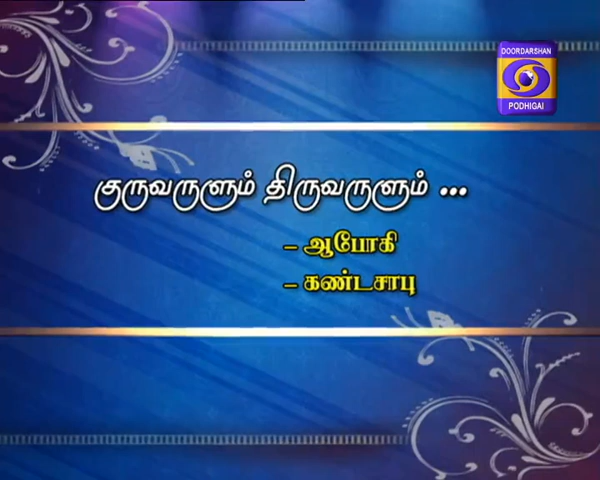 DOORDARSHAN
PODHIGAI
குருவருளும் திருவருளும் ...
– ஆபோகி
– கண்டசாபு